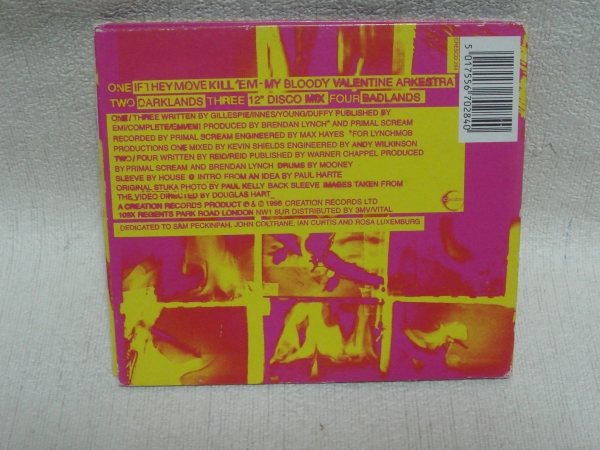 ONE IF THEY MOVE KILL 'EM - MY BLOODY VALENTINE ARKESTRA
TWO DARKLANDS THREE 12" DISCO MIX FOUR BADLANDS
ONE / THREE WRITTEN BY GILLESPIE/INNES/YOUNG/DUFFY PUBLISHED BY
EMI/COMPLETE/EMI/EMI PRODUCED BY BRENDAN LYNCH* AND PRIMAL SCREAM
RECORDED BY PRIMAL SCREAM ENGINEERED BY MAX HAYES *FOR LYNCHMOB
PRODUCTIONS ONE MIXED BY KEVIN SHIELDS ENGINEERED BY ANDY WILKINSON
TWO / FOUR WRITTEN BY REID/REID PUBLISHED BY WARNER CHAPPEL PRODUCED
BY PRIMAL SCREAM AND BRENDAN LYNCH DRUMS BY MOONEY
SLEEVE BY HOUSE @ INTRO FROM AN IDEA BY PAUL HARTE
ORIGINAL STUKA PHOTO BY PAUL KELLY BACK SLEEVE IMAGES TAKEN FROM
THE VIDEO DIRECTED BY DOUGLAS HART
A CREATION RECORDS PRODUCT ℗ & © 1998 CREATION RECORDS LTD
109X REGENTS PARK ROAD LONDON NW1 8UR DISTRIBUTED BY 3MV/VITAL
DEDICATED TO SAM PECKINPAH, JOHN COLTRANE, IAN CURTIS AND ROSA LUXEMBURG
5 017556 702840